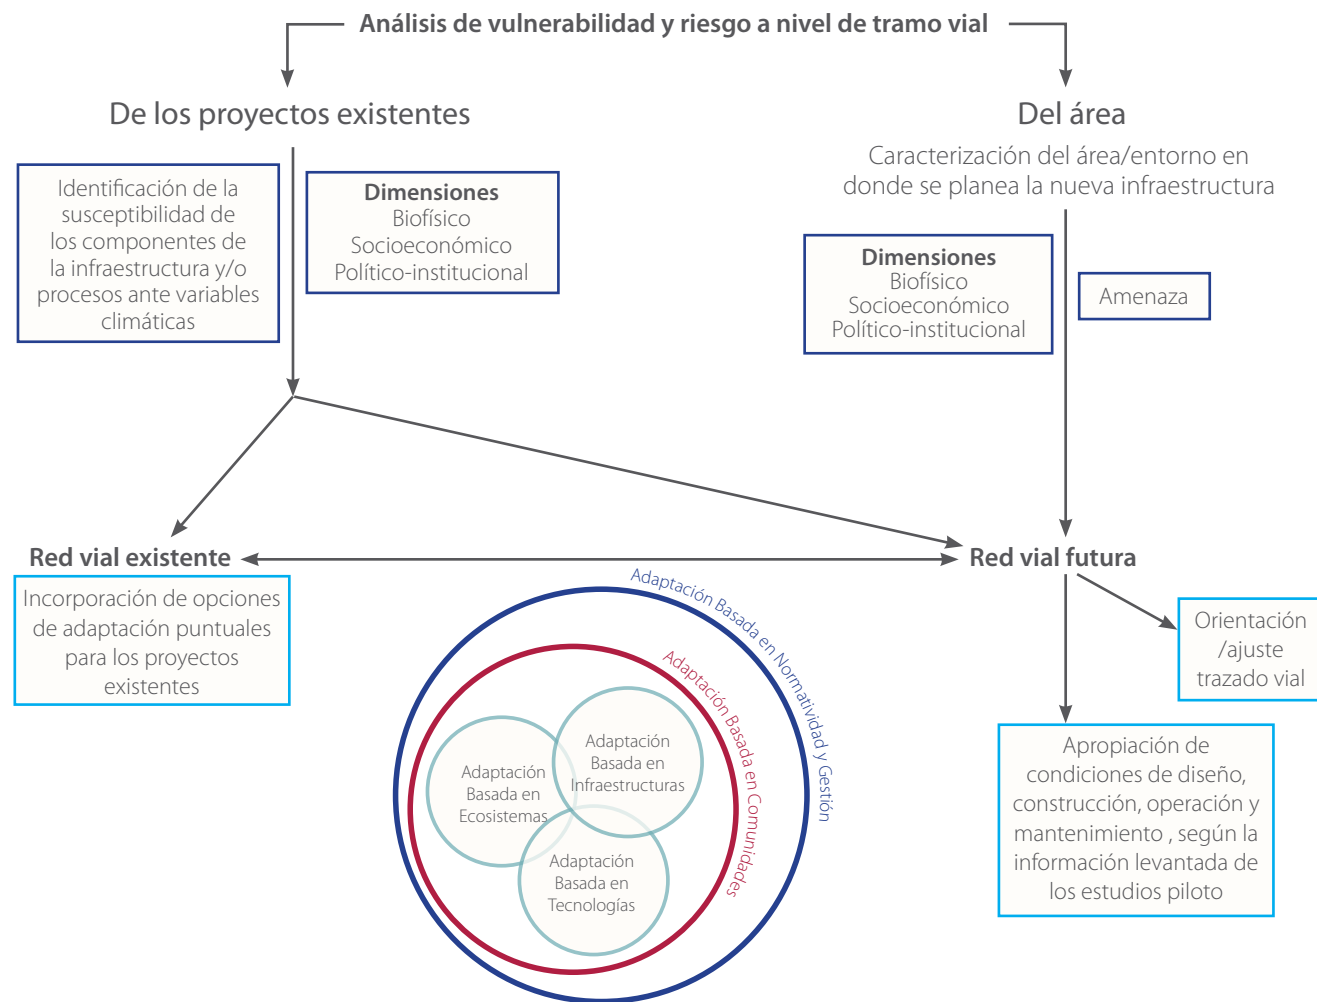 Análisis de vulnerabilidad y riesgo a nivel de tramo vial
De los proyectos existentes
Identificación de la
susceptibilidad de
los componentes de
la infraestructura y/o
procesos ante variables
climáticas
Dimensiones
Biofísico
Socioeconómico
Político-institucional
Del área
Caracterización del área/entorno en
donde se planea la nueva infraestructura
Dimensiones
Biofísico
Socioeconómico
Político-institucional
Amenaza
Red vial existente
Incorporación de opciones
de adaptación puntuales
para los proyectos
existentes
Red vial futura
Orientación
/ajuste
trazado vial
Apropiación de
condiciones de diseño,
construcción, operación y
mantenimiento , según la
información levantada de
los estudios piloto
Adaptación Basada en Normatividad y Gestión
Adaptación Basada en Comunidades
Adaptación
Basada en
Infraestructuras
Adaptación
Basada en
Ecosistemas
Adaptación
Basada en
Tecnologías